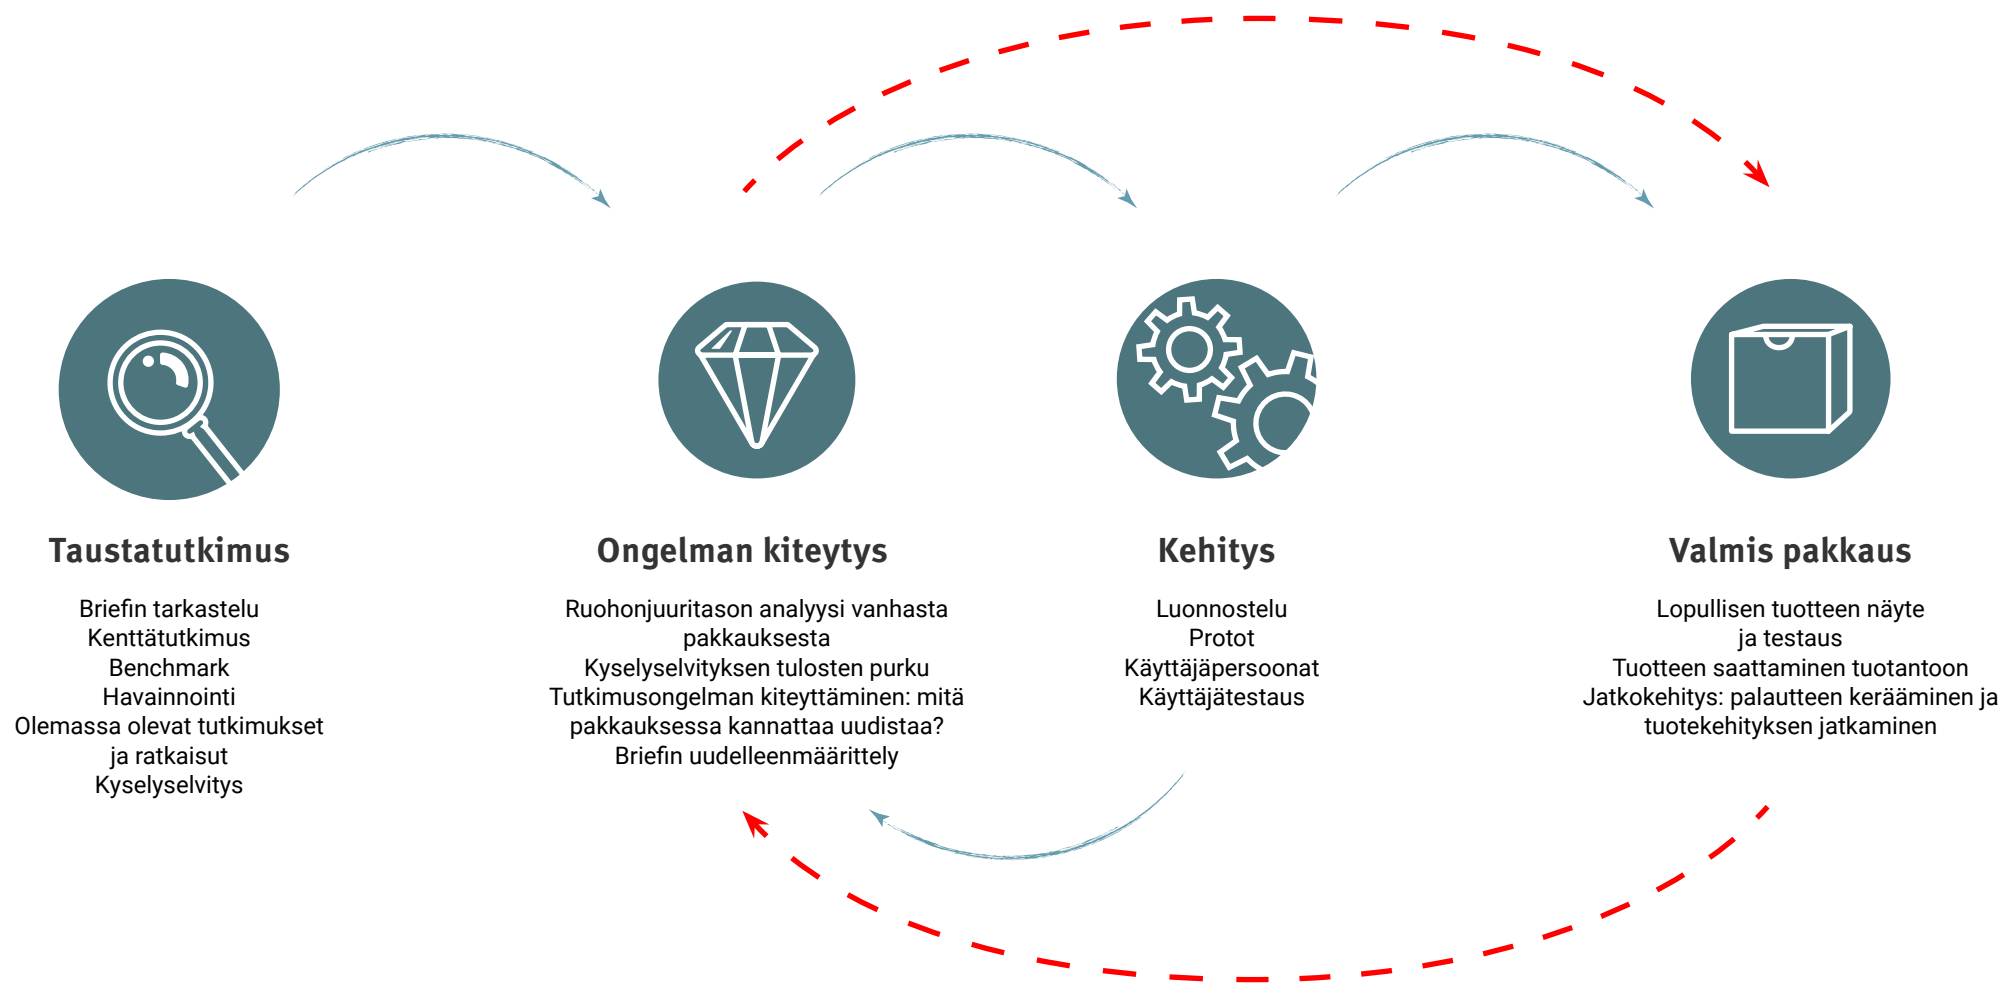 Taustatutkimus
Briefin tarkastelu
Kenttätutkimus
Benchmark
Havainnointi
Olemassa olevat tutkimukset
ja ratkaisut
Kyselyselvitys
Ongelman kiteytys
Ruohonjuuritason analyysi vanhasta
pakkauksesta
Kyselyselvityksen tulosten purku
Tutkimusongelman kiteyttäminen: mitä
pakkauksessa kannattaa uudistaa?
Briefin uudelleenmäärittely
Kehitys
Luonnostelu
Protot
Käyttäjäpersoonat
Käyttäjätestaus
Valmis pakkaus
Lopullisen tuotteen näyte
ja testaus
Tuotteen saattaminen tuotantoon
Jatkokehitys: palautteen kerääminen ja
tuotekehityksen jatkaminen